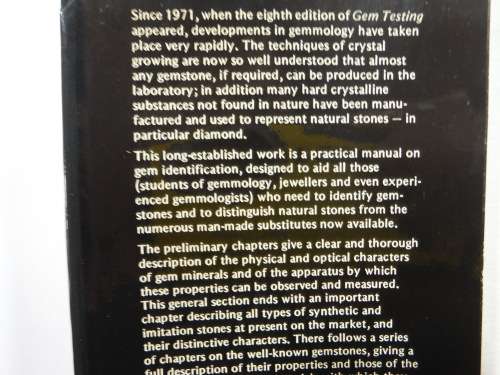 Since 1971, when the eighth edition of Gem Testing
appeared, developments in gemmology have taken
place very rapidly. The techniques of crystal
growing are now so well understood that almost
any gemstone, if required, can be produced in the
laboratory; in addition many hard crystalline
substances not found in nature have been manu-
factured and used to represent natural stones — in
particular diamond.
This long-established work is a practical manual on
gem identification, designed to aid all those
(students of gemmology, jewellers and even experi-
enced gemmologists) who need to identify gem-
stones and to distinguish natural stones from the
numerous man-made substitutes now available.
The preliminary chapters give a clear and thorough
description of the physical and optical characters
of gem minerals and of the apparatus by which
these properties can be observed and measured.
This general section ends with an important
chapter describing all types of synthetic and
imitation stones at present on the market, and
their distinctive characters. There follows a series
of chapters on the well-known gemstones, giving a
full description of their properties and those of the
with which they